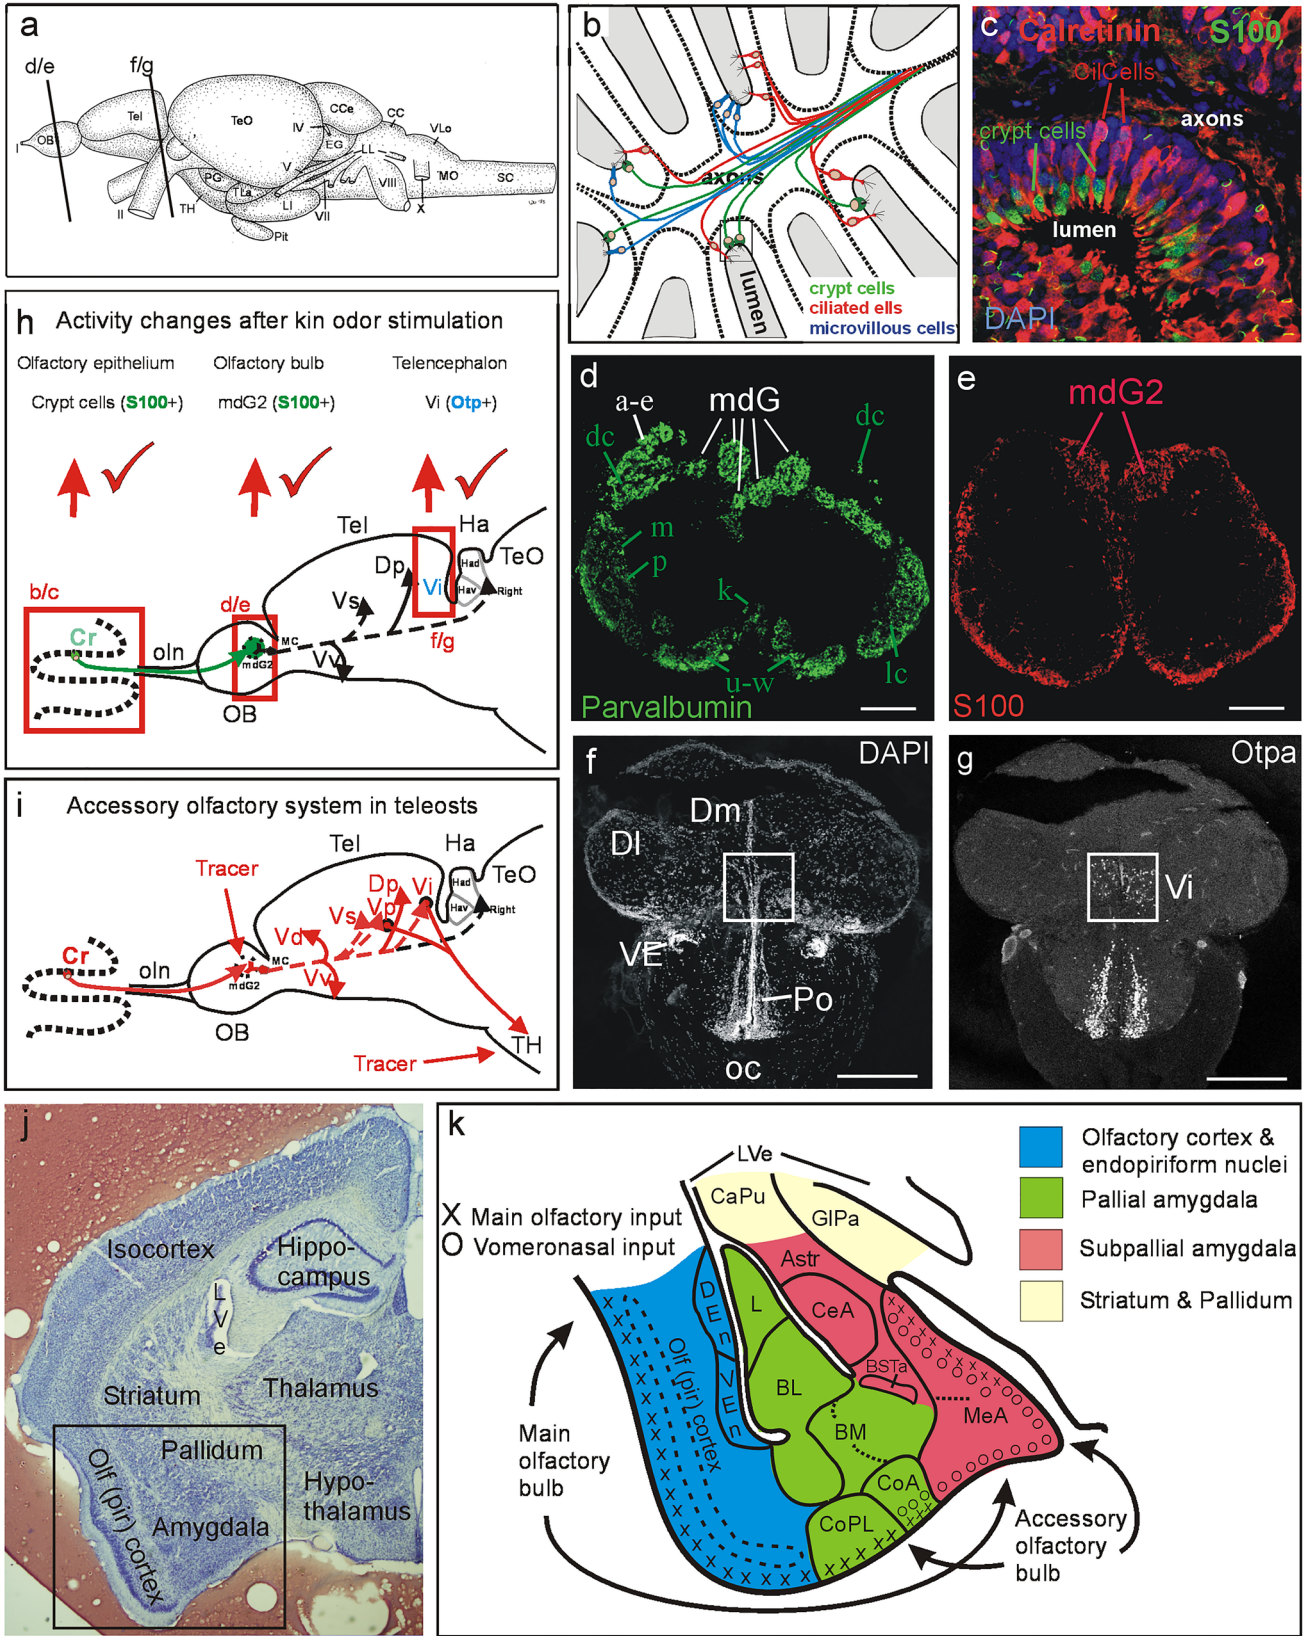 a
d/e
f/g
I
OB
Tel
TeO
CCe
CC
IV
EG
LL
VLo
V
PG
TLa
TH
LI
VII
VIII
MO
X
SC
II
Pit
b
axons
lumen
crypt cells
ciliated ells
microvillous cells
c
Calretinin
S100
CilCells
crypt cells
axons
lumen
DAPI
h
Activity changes after kin odor stimulation
Olfactory epithelium
Olfactory bulb
Telencephalon
Crypt cells (S100+)
mdG2 (S100+)
Vi (Otp+)
b/c
Cr
oln
OB
d/e
mdG2
MC
Tel
Vs
Vv
Dp
Vi
f/g
Ha
Had
Hav
TeO
Right
d
a-e
mdG
dc
dc
m
p
k
u-w
lc
Parvalbumin
e
mdG2
S100
f
DAPI
Dm
Dl
VE
Po
oc
g
Otpa
Vi
i
Accessory olfactory system in teleosts
Tracer
Cr
oln
OB
mdG2
MC
Tel
Vd
Vv
Vs
Vp
Dp
Vi
Ha
Had
Hav
TeO
Right
TH
Tracer
j
Isocortex
Hippo-
campus
L
V
e
Striatum
Thalamus
Pallidum
Hypo-
thalamus
Amygdala
Olf (pir) cortex
k
LVe
CaPu
GlPa
X Main olfactory input
O Vomeronasal input
Astr
DEn
VEn
L
CeA
BSTa
BL
BM
MeA
CoA
CoPL
Olf (pir) cortex
Main
olfactory
bulb
Accessory
olfactory
bulb
Olfactory cortex &
endopiriform nuclei
Pallial amygdala
Subpallial amygdala
Striatum & Pallidum